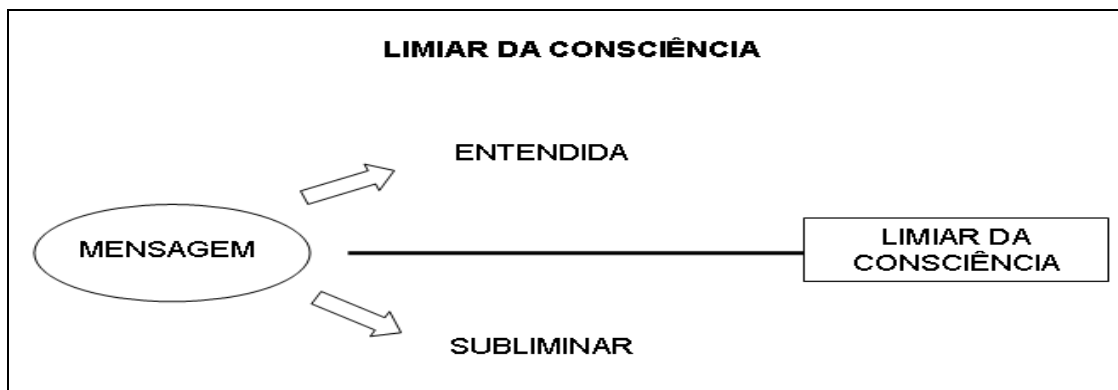 LIMIAR DA CONSCIÊNCIA
ENTENDIDA
MENSAGEM
LIMIAR DA
CONSCIÊNCIA
SUBLIMINAR